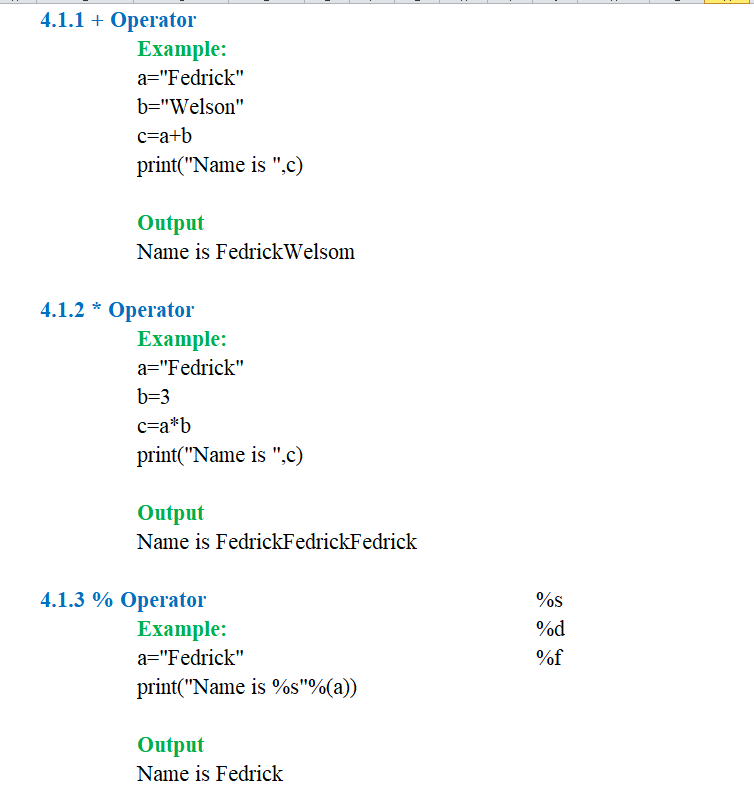 4.1.1 + Operator
Example:
a="Fedrick"
b="Welson"
c=a+b
print("Name is ",c)
Output
Name is FedrickWelsom
4.1.2 * Operator
Example:
a="Fedrick"
b=3
c=a*b
print("Name is ",c)
Output
Name is FedrickFedrickFedrick
4.1.3 % Operator %s
Example: %d
a="Fedrick" %f
print("Name is %s"%(a))
Output
Name is Fedrick